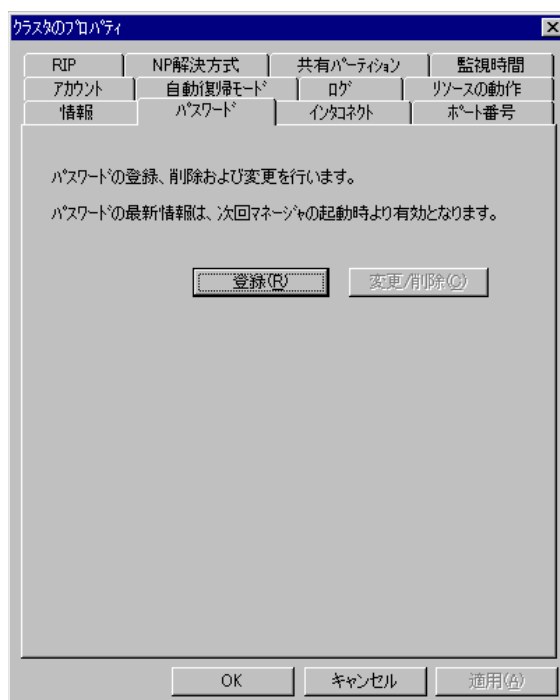 クラスタのプロパティ
RIP
NP解決方式
共有パーティション
監視時間
アカウント
自動復帰モード
ログ
リソースの動作
情報
パスワード
インタコネクト
ポート番号
パスワードの登録、削除および変更を行います。
パスワードの最新情報は、次回マネージャの起動時より有効となります。
登録(R)
変更/削除(C)
OK
キャンセル
適用(A)